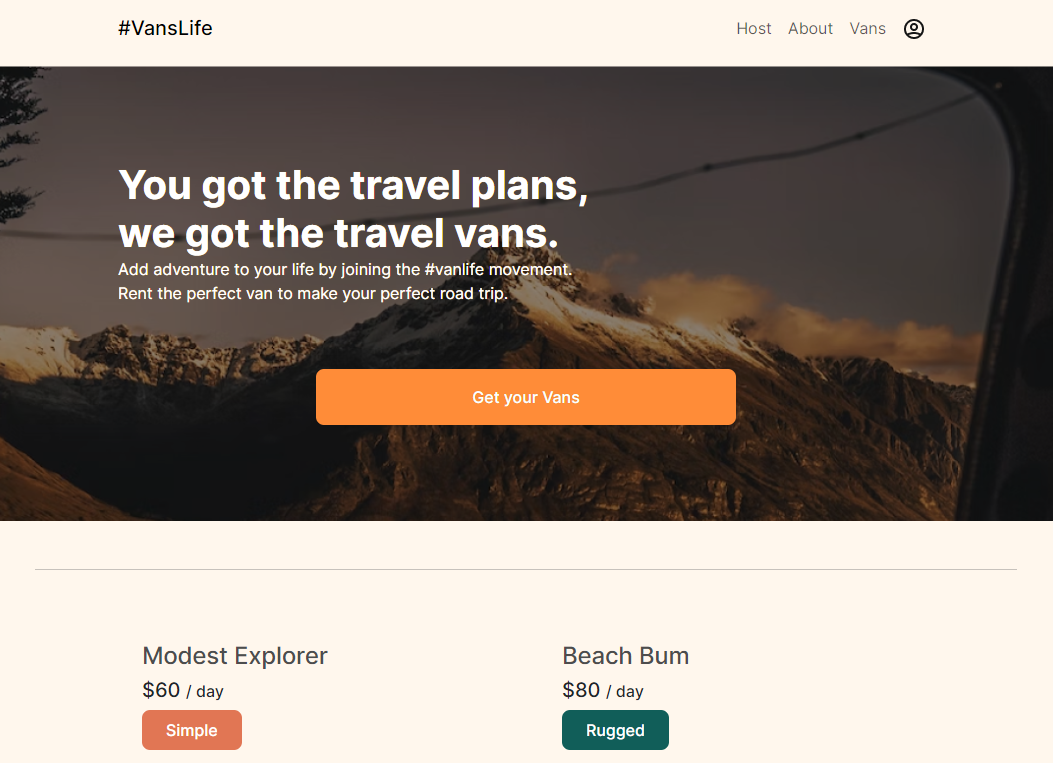 #VansLife
Host About Vans
You got the travel plans,
we got the travel vans.
Add adventure to your life by joining the #vanlife movement.
Rent the perfect van to make your perfect road trip.
Get your Vans
Modest Explorer
$60 / day
Simple
Beach Bum
$80 / day
Rugged